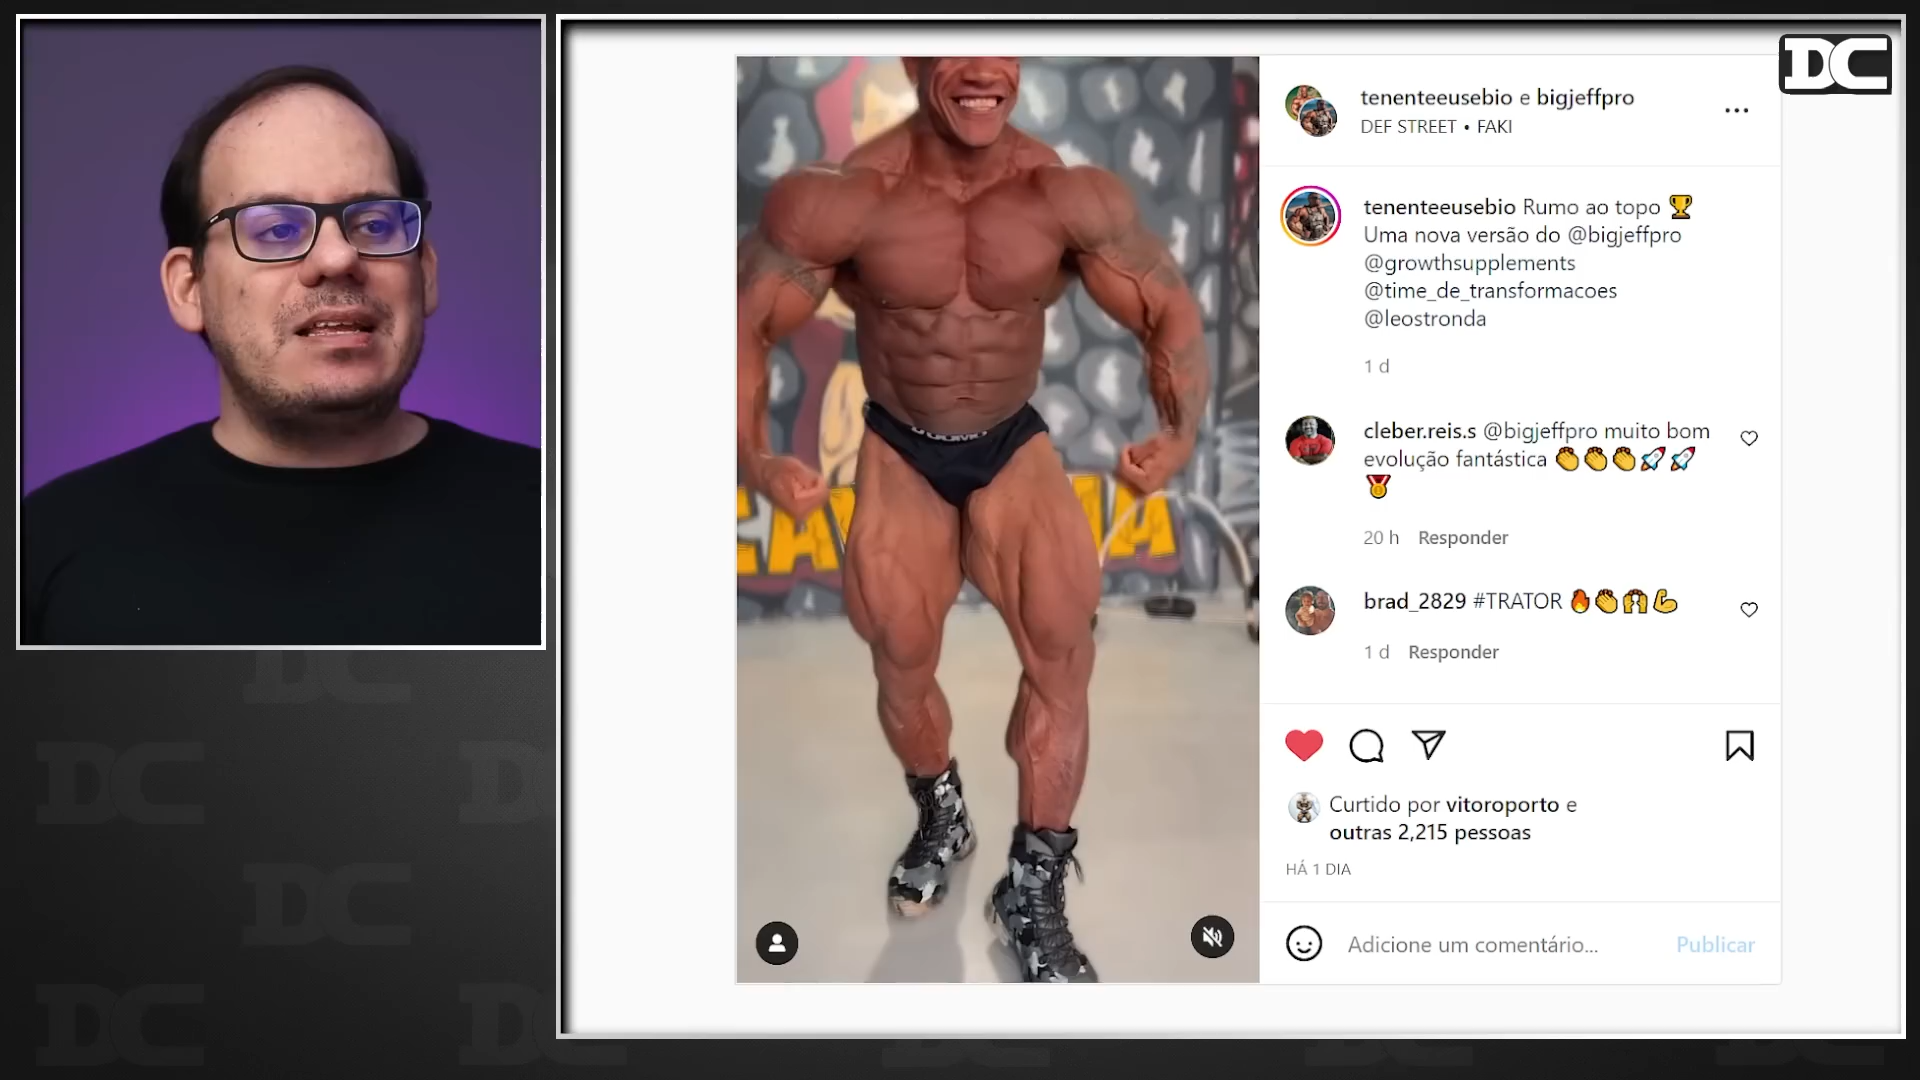 DC
tenenteeusebio e bigjeffpro
DEF STREET • FAKI
tenenteeusebio Rumo ao topo 🏆
Uma nova versão do @bigjeffpro
@growthsupplements
@time_de_transformacoes
@leostronda
1 d
cleber.reis.s @bigjeffpro muito bom
evolução fantástica 👏👏👏🚀🚀
🏅
20 h Responder
brad_2829 #TRATOR 🔥👏🙌💪
1 d Responder
Curtido por vitoroporto e
outras 2,215 pessoas
HÁ 1 DIA
Adicione um comentário...
Publicar